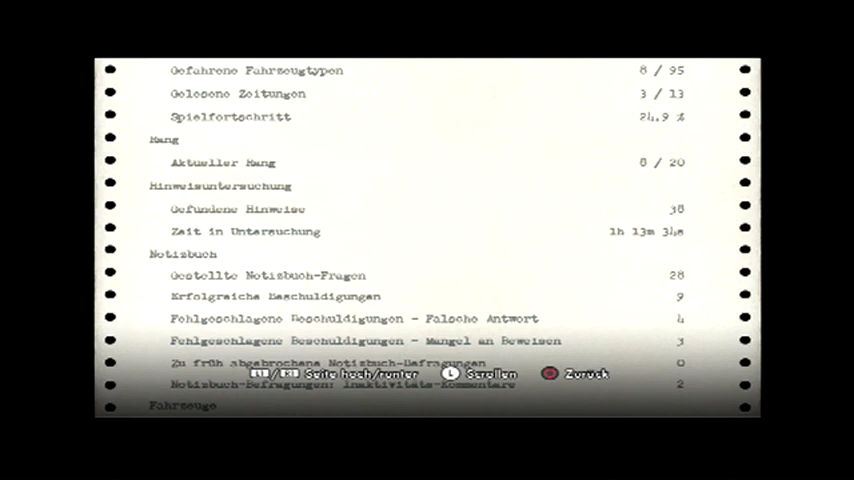 Gefahrene Fahrzeugtypen 8 / 95
Gelesene Zeitungen 3 / 13
Spielfortschritt 24.9 %
Rang
Aktueller Rang 8 / 20
Hinweisuntersuchung
Gefundene Hinweise 38
Zeit in Untersuchung 1h 13m 34s
Notizbuch
Gestellte Notizbuch-Fragen 28
Erfolgreiche Beschuldigungen 9
Fehlgeschlagene Beschuldigungen - Falsche Antwort 4
Fehlgeschlagene Beschuldigungen - Mangel an Beweisen 3
Zu früh abgebrochene Notizbuch-Befragungen 0
L1/R1 Seite hoch/runter L Scrollen Zurück
Notizbuch-Befragungen: Inaktivitäts-Kommentare 2
Fahrzeuge